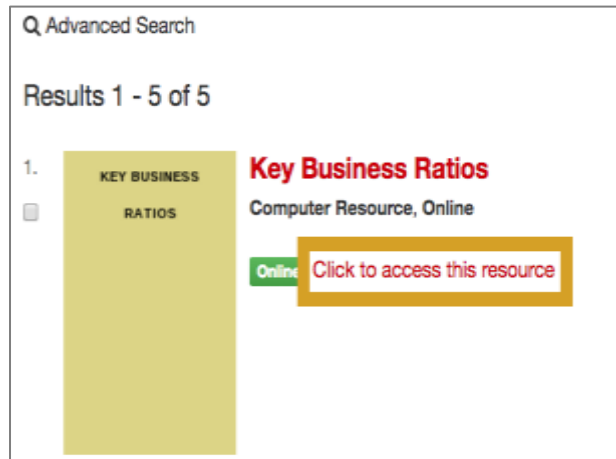 Advanced Search
Results 1 - 5 of 5
1.
KEY BUSINESS
RATIOS
Key Business Ratios
Computer Resource, Online
Online
Click to access this resource